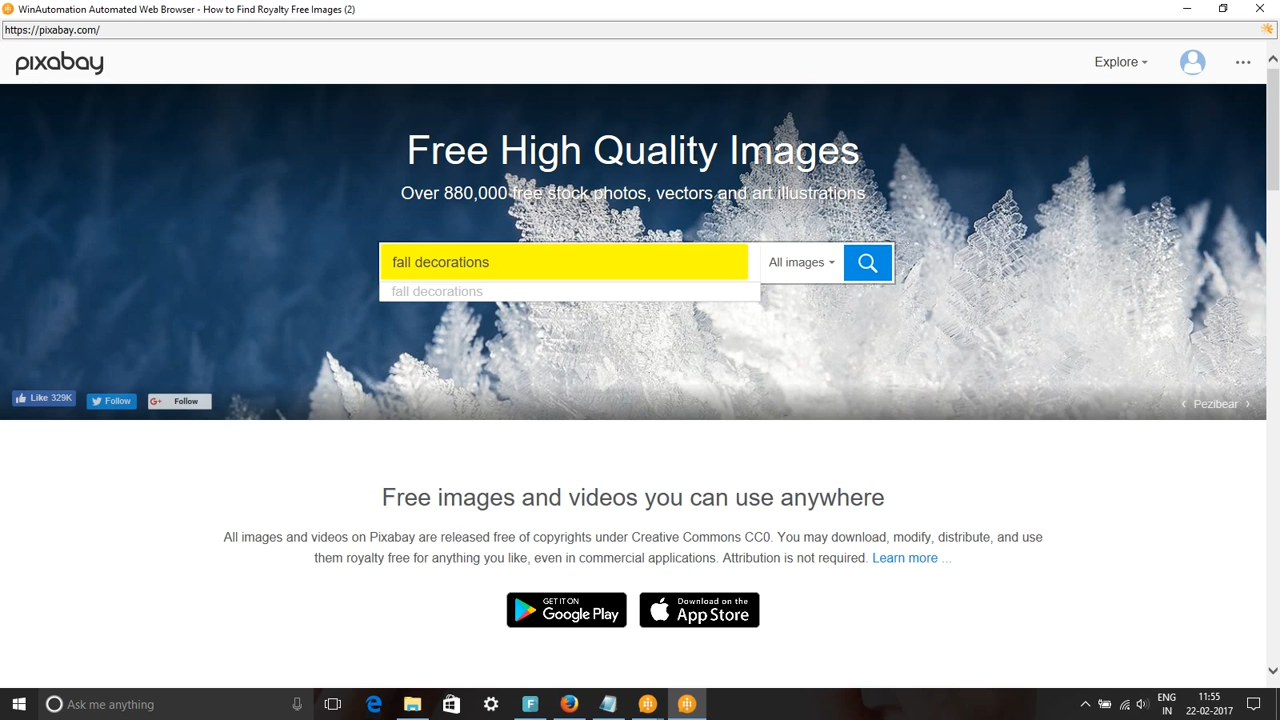 WinAutomation Automated Web Browser - How to Find Royalty Free Images (2)
https://pixabay.com/
pixabay
Explore
Free High Quality Images
Over 880,000 free stock photos, vectors and art illustrations
fall decorations
All images
fall decorations
Like 329K
Follow
G+ Follow
‹ Pezibear ›
Free images and videos you can use anywhere
All images and videos on Pixabay are released free of copyrights under Creative Commons CC0. You may download, modify, distribute, and use
them royalty free for anything you like, even in commercial applications. Attribution is not required. Learn more ...
GET IT ON
Google Play
Download on the
App Store
Ask me anything
ENG
IN
11:55
22-02-2017